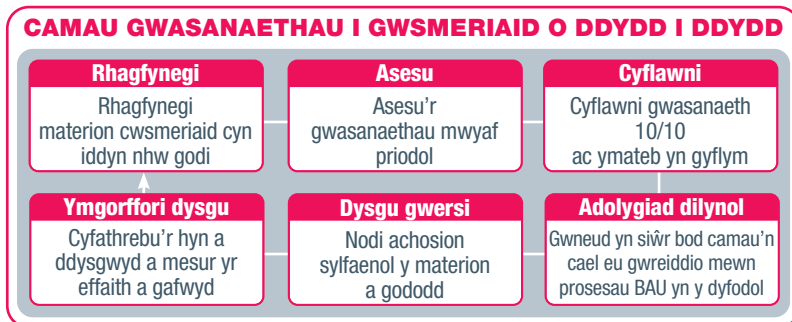 CAMAU GWASANAETHAU I GWSMERIAID O DDYDD I DDYDD
Rhagfynegi
Rhagfynegi
materion cwsmeriaid cyn
iddyn nhw godi
Asesu
Asesu'r
gwasanaethau mwyaf
priodol
Cyflawni
Cyflawni gwasanaeth
10/10
ac ymateb yn gyflym
Ymgorffori dysgu
Cyfathrebu'r hyn a
ddysgwyd a mesur yr
effaith a gafwyd
Dysgu gwersi
Nodi achosion
sylfaenol y materion
a gododd
Adolygiad dilynol
Gwneud yn siŵr bod camau'n
cael eu gwreiddio mewn
prosesau BAU yn y dyfodol